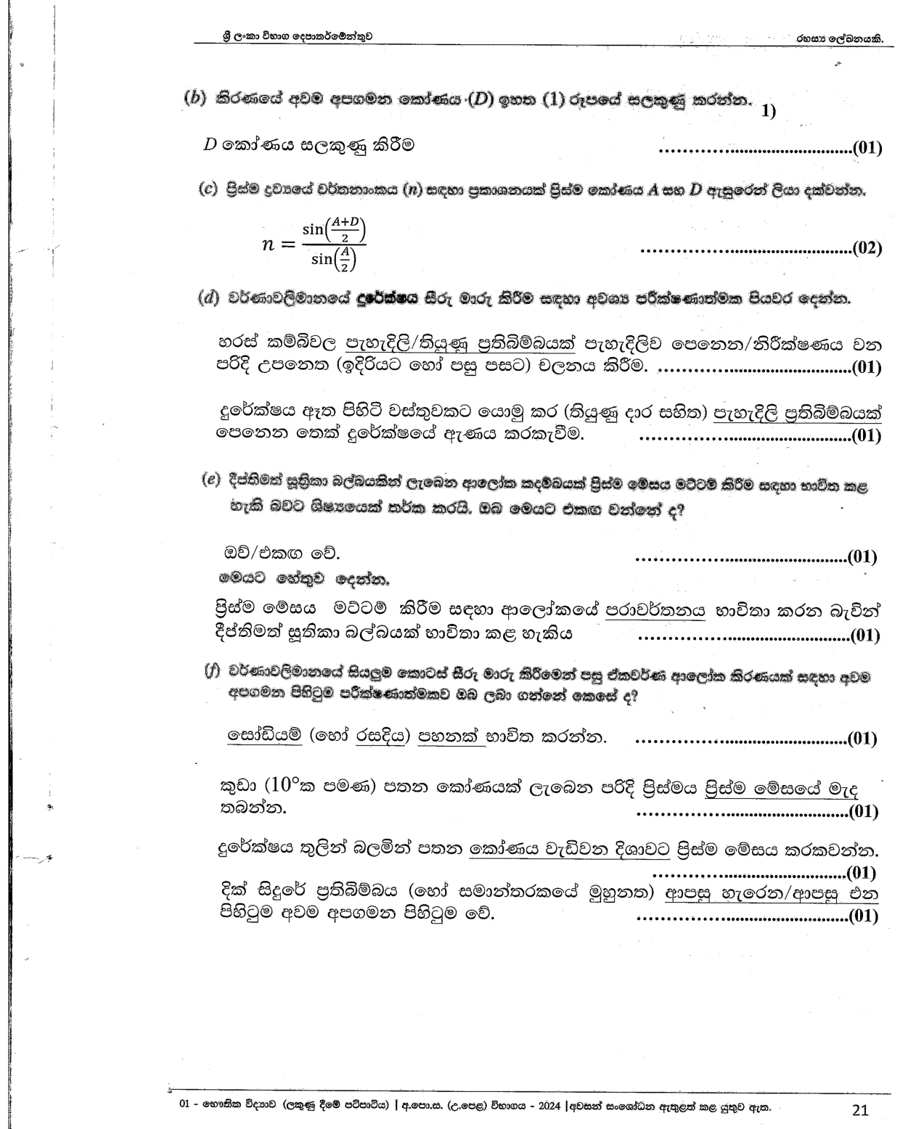 ශ්‍රී ලංකා විභාග දෙපාතර්මේන්තුව
රහස්‍ය ලේඛනයකි.
(b) කිරණයේ අවම අපගමන කෝණය (D) ඉහත (1) රූපයේ සලකුණු කරන්න. 1)
D කෝණය සලකුණු කිරීම ..........................................(01)
(c) ප්‍රිස්ම ද්‍රව්‍යයේ වර්තනාංකය (n) සඳහා ප්‍රකාශනයක් ප්‍රිස්ම කෝණය A සහ D ඇසුරෙන් ලියා දක්වන්න.
n = sin((A+D)/2) / sin(A/2) ..........................................(02)
(d) වර්ණාවලිමානයේ දුරේක්ෂය සීරු මාරු කිරීම සඳහා අවශ්‍ය පරීක්ෂණාත්මක පියවර දෙන්න.
හරස් කම්බිවල පැහැදිලි/තියුණු ප්‍රතිබිම්බයක් පැහැදිලිව පෙනෙන/නිරීක්ෂණය වන
පරිදි උපනෙත (ඉදිරියට හෝ පසු පසට) චලනය කිරීම. ..........................................(01)
දුරේක්ෂය ඈත පිහිටි වස්තුවකට යොමු කර (තියුණු දාර සහිත) පැහැදිලි ප්‍රතිබිම්බයක්
පෙනෙන තෙක් දුරේක්ෂයේ ඇණය කරකැවීම. ..........................................(01)
(e) දීප්තිමත් සූත්‍රිකා බල්බයකින් ලැබෙන ආලෝක කදම්බයක් ප්‍රිස්ම මේසය මට්ටම් කිරීම සඳහා භාවිත කළ
හැකි බවට ශිෂ්‍යයෙක් තර්ක කරයි. ඔබ මෙයට එකඟ වන්නේ ද?
ඔව්/එකඟ වේ. ..........................................(01)
මෙයට හේතුව දෙන්න.
ප්‍රිස්ම මේසය මට්ටම් කිරීම සඳහා ආලෝකයේ පරාවර්තනය භාවිතා කරන බැවින්
දීප්තිමත් සූතිකා බල්බයක් භාවිතා කළ හැකිය ..........................................(01)
(f) වර්ණාවලිමානයේ සියලුම කොටස් සීරු මාරු කිරීමෙන් පසු ඒකවර්ණ ආලෝක කිරණයක් සඳහා අවම
අපගමන පිහිටුම පරීක්ෂණාත්මකව ඔබ ලබා ගන්නේ කෙසේ ද?
සෝඩියම් (හෝ රසදිය) පහනක් භාවිත කරන්න. ..........................................(01)
කුඩා (10°ක පමණ) පතන කෝණයක් ලැබෙන පරිදි ප්‍රිස්මය ප්‍රිස්ම මේසයේ මැද
තබන්න. ..........................................(01)
දුරේක්ෂය තුලින් බලමින් පතන කෝණය වැඩිවන දිශාවට ප්‍රිස්ම මේසය කරකවන්න.
..........................................(01)
දික් සිදුරේ ප්‍රතිබිම්බය (හෝ සමාන්තරකයේ මුහුනත) ආපසු හැරෙන/ආපසු එන
පිහිටුම අවම අපගමන පිහිටුම වේ. ..........................................(01)
01 - භෞතික විද්‍යාව (ලකුණු දීමේ පටිපාටිය) | අ.පො.ස. (උ.පෙළ) විභාගය - 2024 |අවසන් සංශෝධන ඇතුළත් කළ යුතුව ඇත.
21